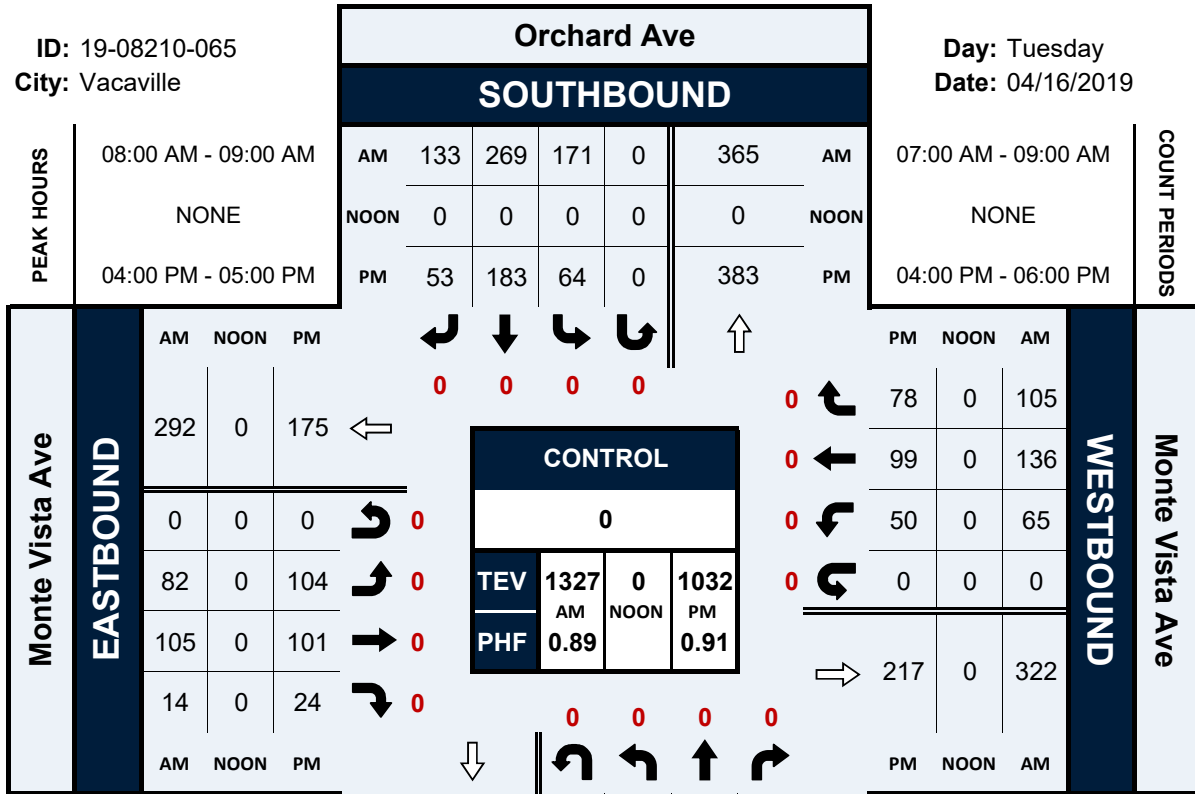 ID: 19-08210-065
City: Vacaville
Orchard Ave
SOUTHBOUND
Day: Tuesday
Date: 04/16/2019
PEAK HOURS
08:00 AM - 09:00 AM
NONE
04:00 PM - 05:00 PM
AM 133 269 171 0 365 AM
NOON 0 0 0 0 0 NOON
PM 53 183 64 0 383 PM
07:00 AM - 09:00 AM
NONE
04:00 PM - 06:00 PM
COUNT PERIODS
0 0 0 0
Monte Vista Ave
EASTBOUND
AM NOON PM
292 0 175
0 0 0 0
82 0 104 0
105 0 101 0
14 0 24 0
AM NOON PM
CONTROL
0
TEV 1327 0 1032
AM NOON PM
PHF 0.89 0.91
PM NOON AM
0 78 0 105
0 99 0 136
0 50 0 65
0 0 0 0
217 0 322
PM NOON AM
WESTBOUND
Monte Vista Ave
0 0 0 0